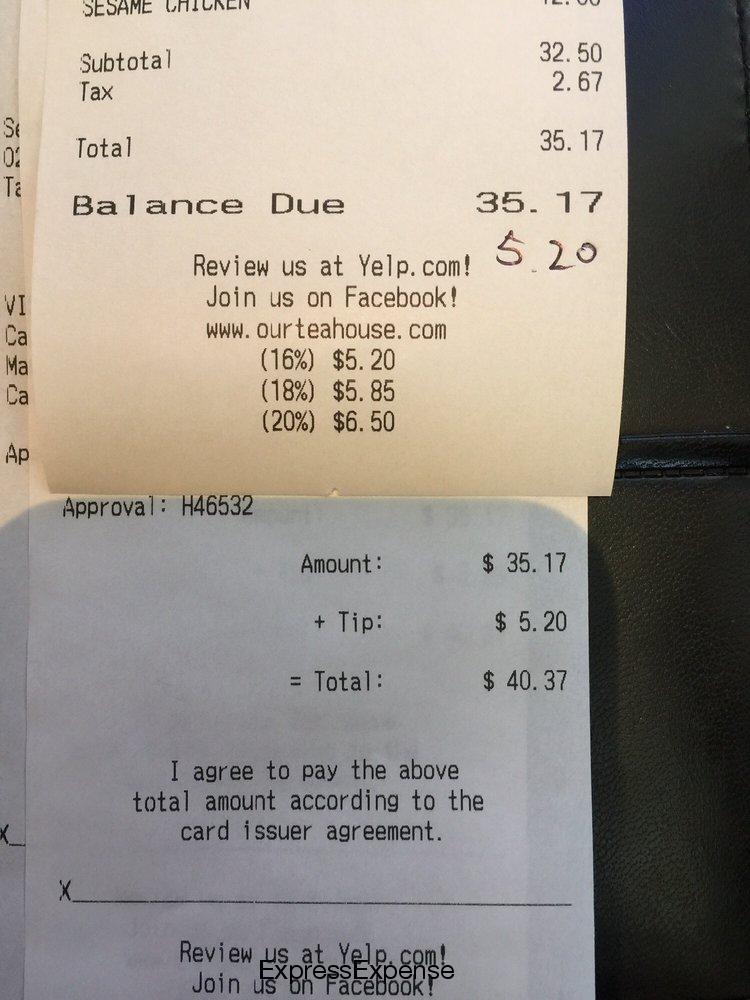 SESAME CHICKEN
Subtotal 32.50
Tax 2.67
Total 35.17
Balance Due 35.17
5.20
Review us at Yelp.com!
Join us on Facebook!
www.ourteahouse.com
(16%) $5.20
(18%) $5.85
(20%) $6.50
Approval: H46532
Amount: $ 35.17
+ Tip: $ 5.20
= Total: $ 40.37
I agree to pay the above
total amount according to the
card issuer agreement.
X
Review us at Yelp.com!
ExpressExpense
Join us on Facebook!
VI
Ca
Ma
Ca
Ap
X